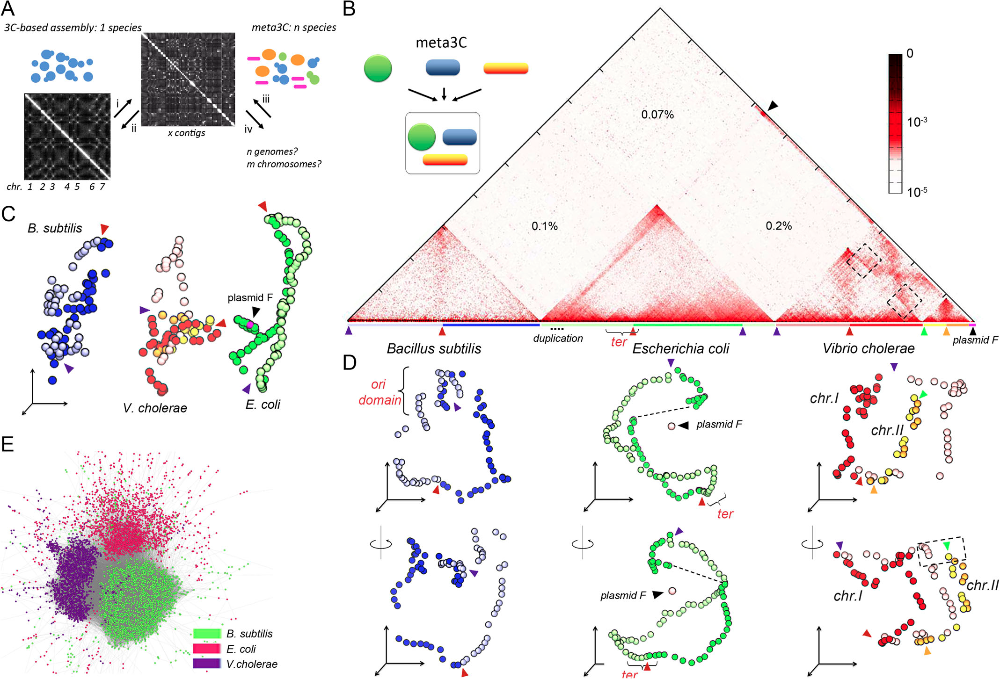 A
3C-based assembly: 1 species
meta3C: n species
i
ii
iii
iv
x contigs
n genomes?
m chromosomes?
chr. 1 2 3 4 5 6 7
B
meta3C
0.07%
0.1%
0.2%
0
10-3
10-5
duplication
ter
plasmid F
Bacillus subtilis
Escherichia coli
Vibrio cholerae
C
B. subtilis
plasmid F
V. cholerae
E. coli
D
ori
domain
plasmid F
ter
chr.I
chr.II
plasmid F
ter
chr.I
chr.II
E
B. subtilis
E. coli
V.cholerae